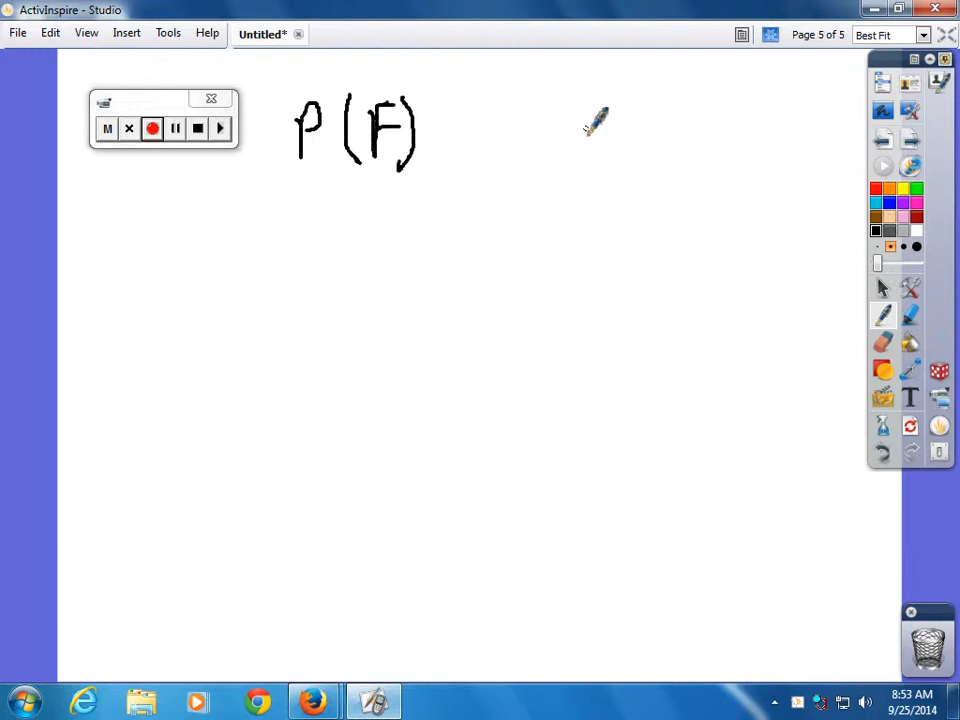 ActivInspire - Studio
File Edit View Insert Tools Help Untitled* Page 5 of 5 Best Fit
M
P(F)
T
8:53 AM
9/25/2014